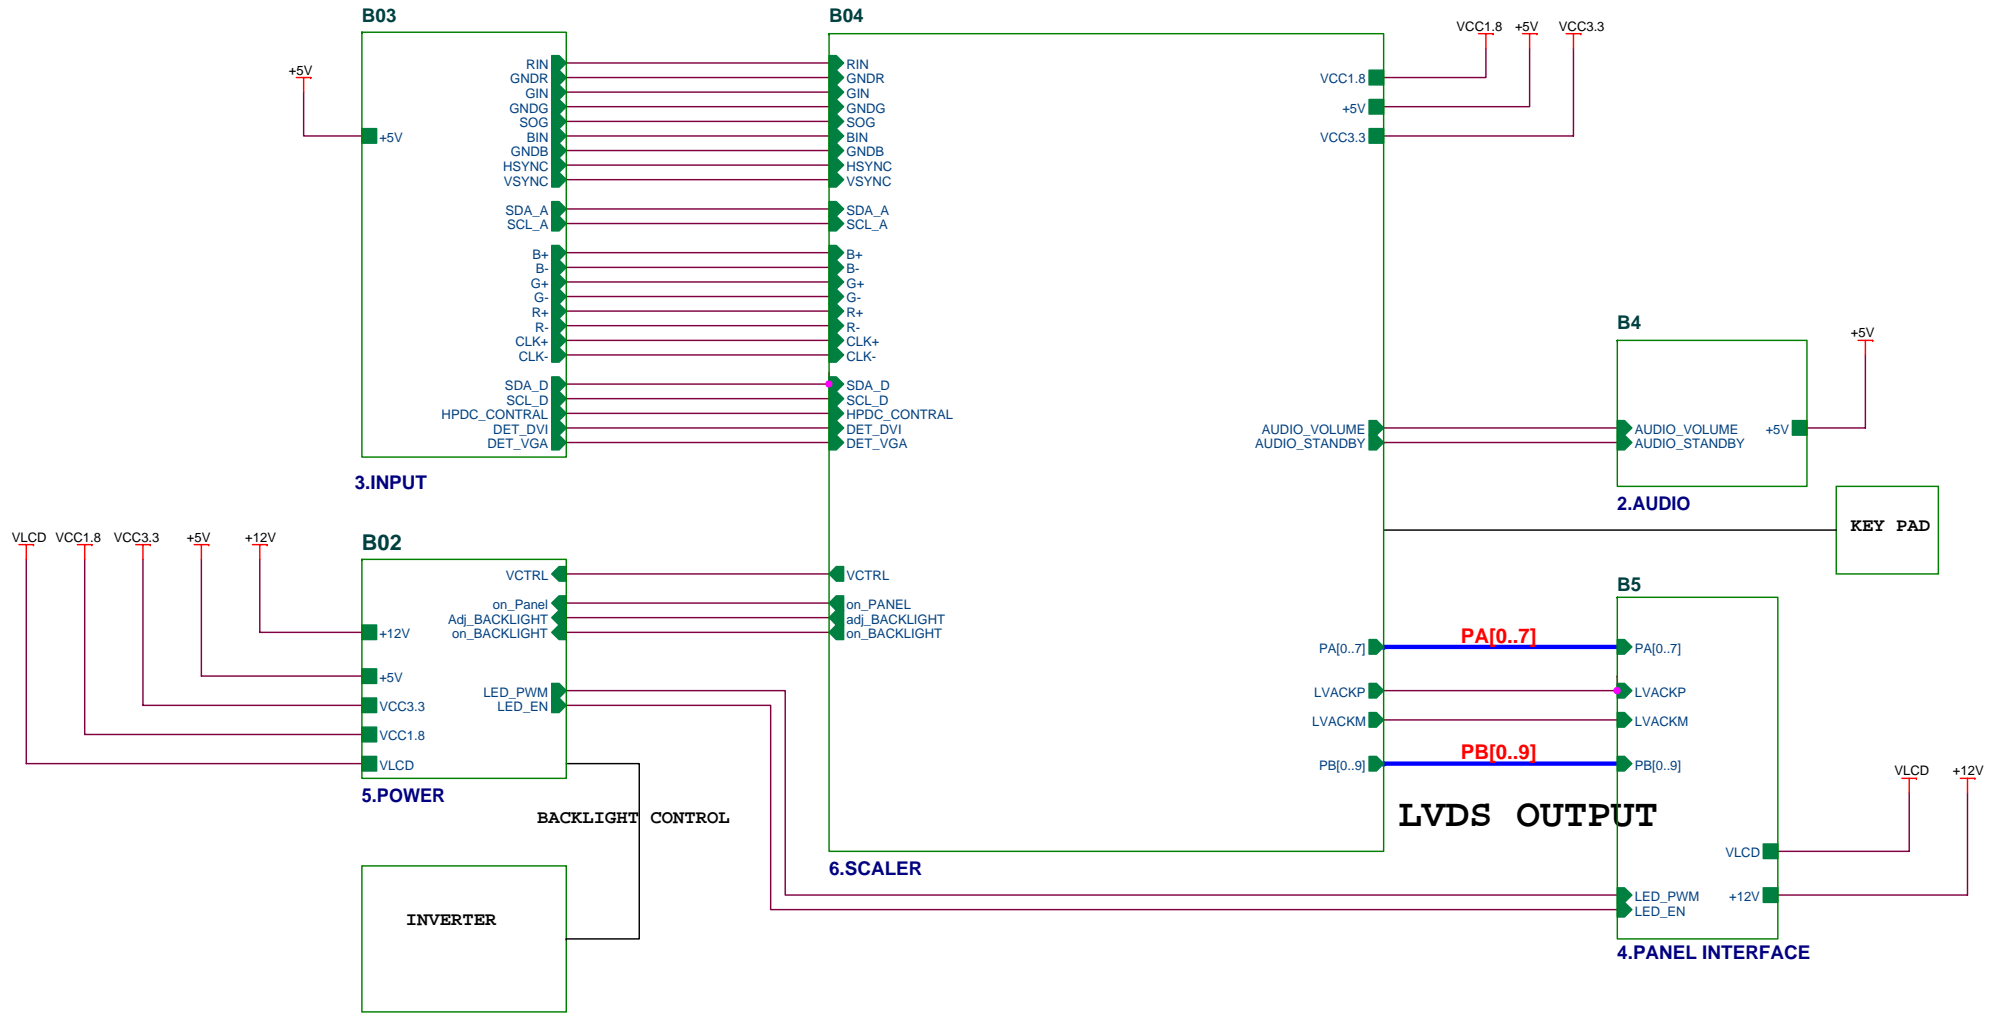 B03
+5V
+5V
RIN
GNDR
GIN
GNDG
SOG
BIN
GNDB
HSYNC
VSYNC
SDA_A
SCL_A
B+
B-
G+
G-
R+
R-
CLK+
CLK-
SDA_D
SCL_D
HPDC_CONTRAL
DET_DVI
DET_VGA
3.INPUT
B04
RIN
GNDR
GIN
GNDG
SOG
BIN
GNDB
HSYNC
VSYNC
SDA_A
SCL_A
B+
B-
G+
G-
R+
R-
CLK+
CLK-
SDA_D
SCL_D
HPDC_CONTRAL
DET_DVI
DET_VGA
VCTRL
on_PANEL
adj_BACKLIGHT
on_BACKLIGHT
VCC1.8
+5V
VCC3.3
VCC1.8 +5V VCC3.3
AUDIO_VOLUME
AUDIO_STANDBY
PA[0..7]
LVACKP
LVACKM
PB[0..9]
6.SCALER
B4
+5V
AUDIO_VOLUME
AUDIO_STANDBY
+5V
2.AUDIO
KEY PAD
VLCD VCC1.8 VCC3.3 +5V +12V
B02
+12V
+5V
VCC3.3
VCC1.8
VLCD
VCTRL
on_Panel
Adj_BACKLIGHT
on_BACKLIGHT
LED_PWM
LED_EN
5.POWER
BACKLIGHT CONTROL
INVERTER
PA[0..7]
PB[0..9]
LVDS OUTPUT
B5
PA[0..7]
LVACKP
LVACKM
PB[0..9]
VLCD
+12V
LED_PWM
LED_EN
VLCD +12V
4.PANEL INTERFACE